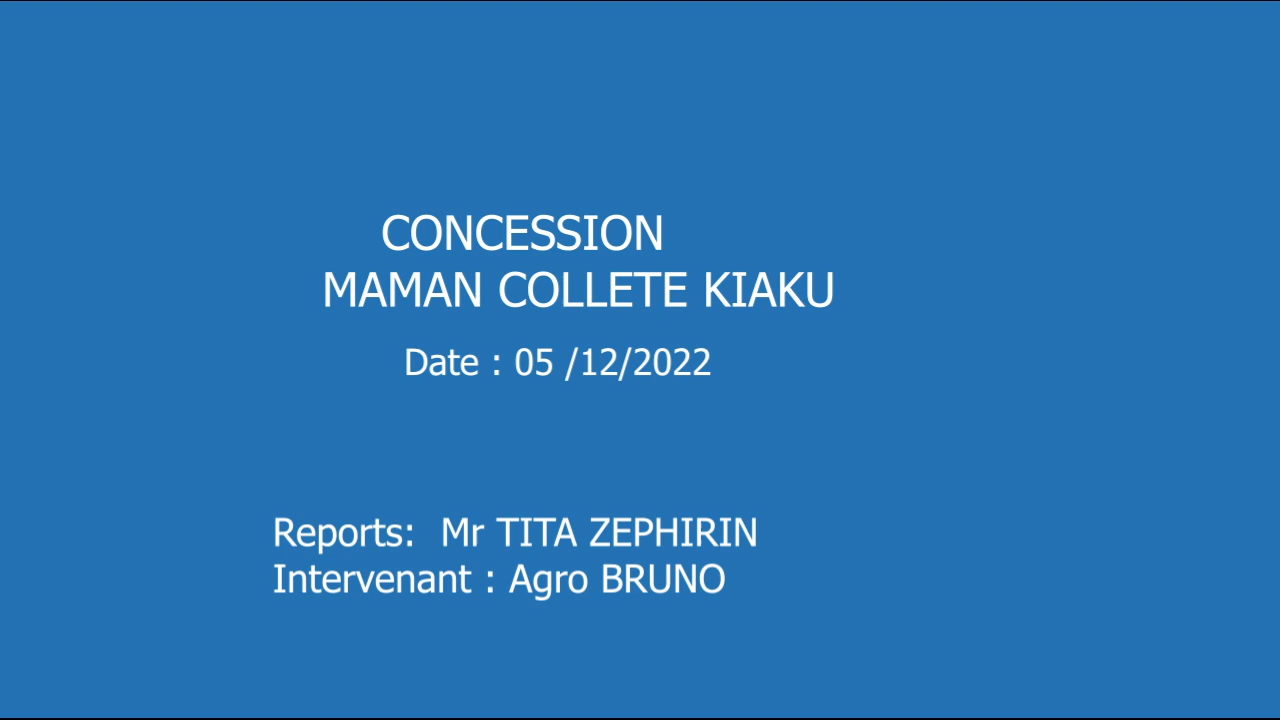 CONCESSION
MAMAN COLLETE KIAKU
Date : 05 /12/2022
Reports: Mr TITA ZEPHIRIN
Intervenant : Agro BRUNO